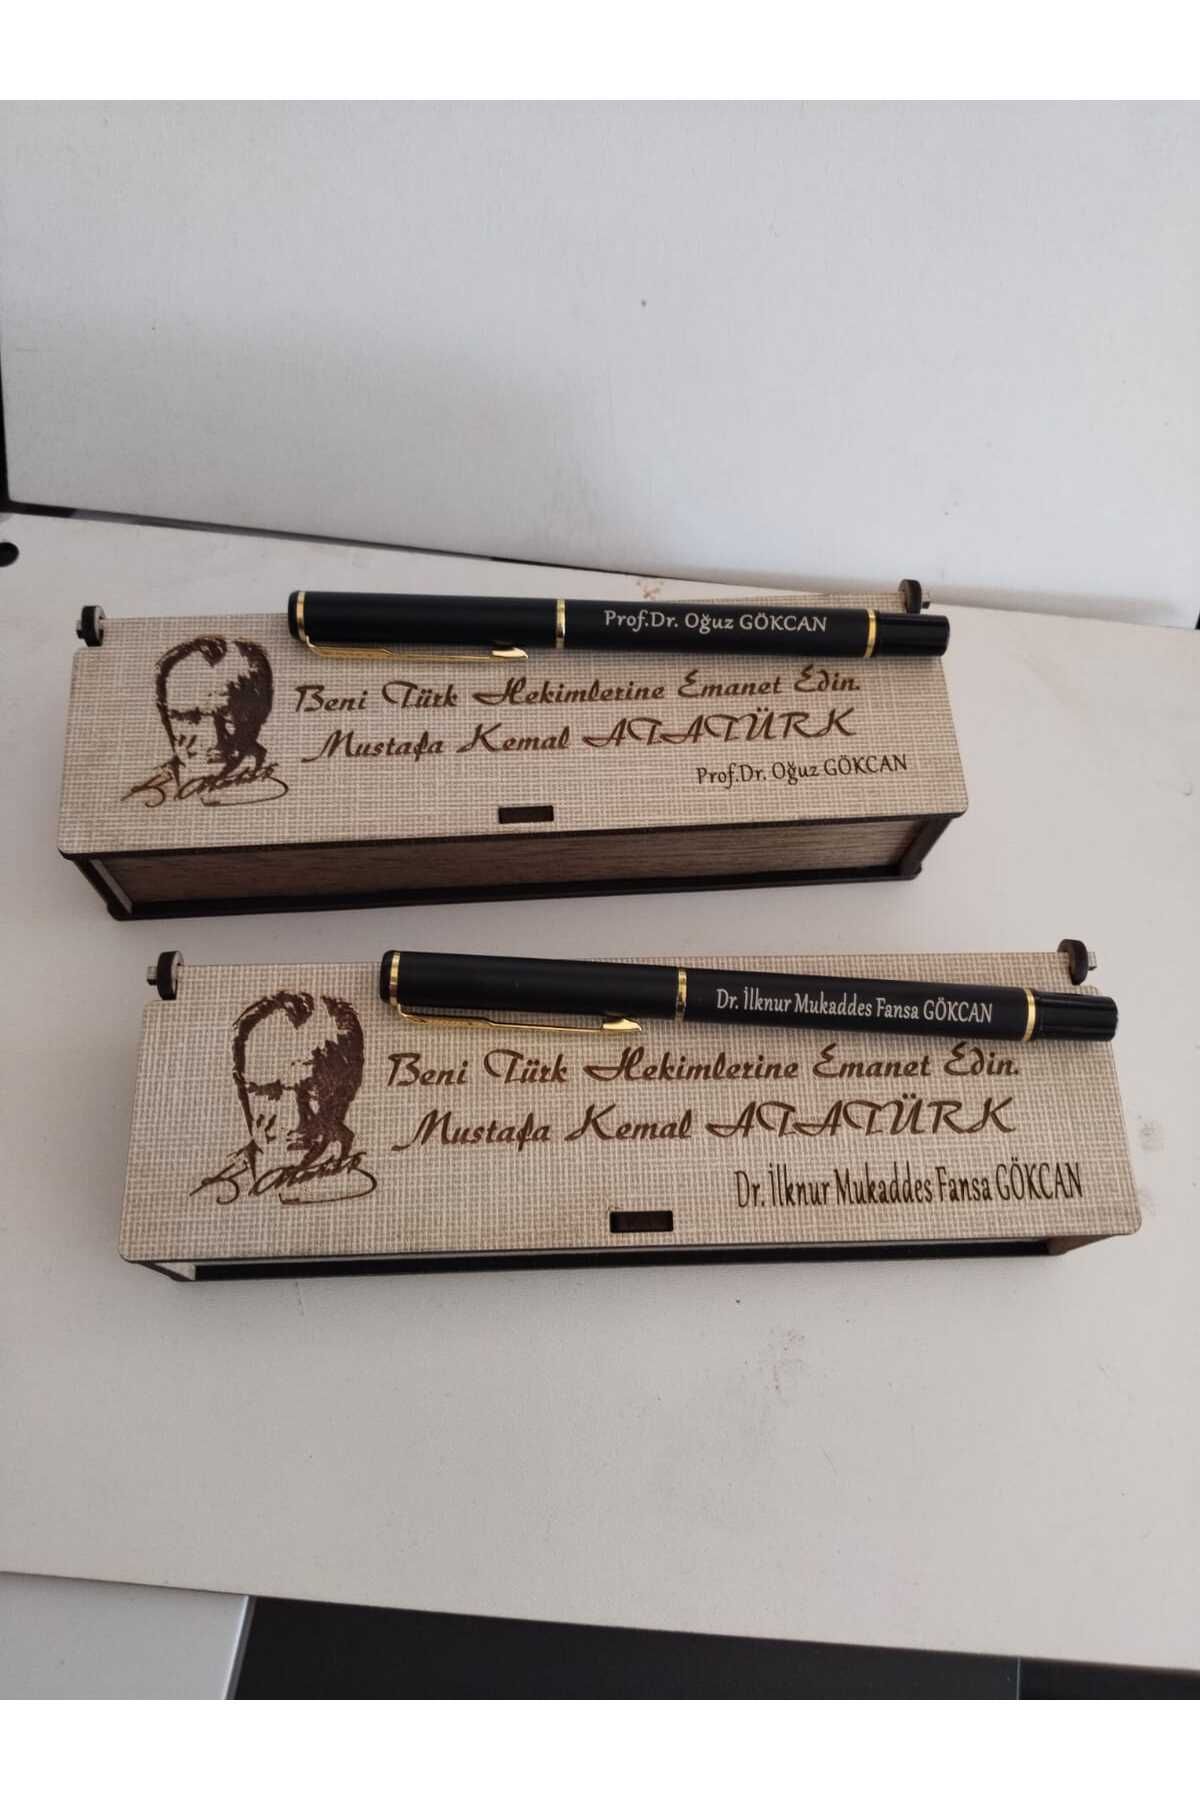 Prof.Dr. Oğuz GÖKCAN
Beni Türk Hekimlerine Emanet Edin.
Mustafa Kemal ATATÜRK
Prof.Dr. Oğuz GÖKCAN
Dr. İlknur Mukaddes Fansa GÖKCAN
Beni Türk Hekimlerine Emanet Edin.
Mustafa Kemal ATATÜRK
Dr. İlknur Mukaddes Fansa GÖKCAN